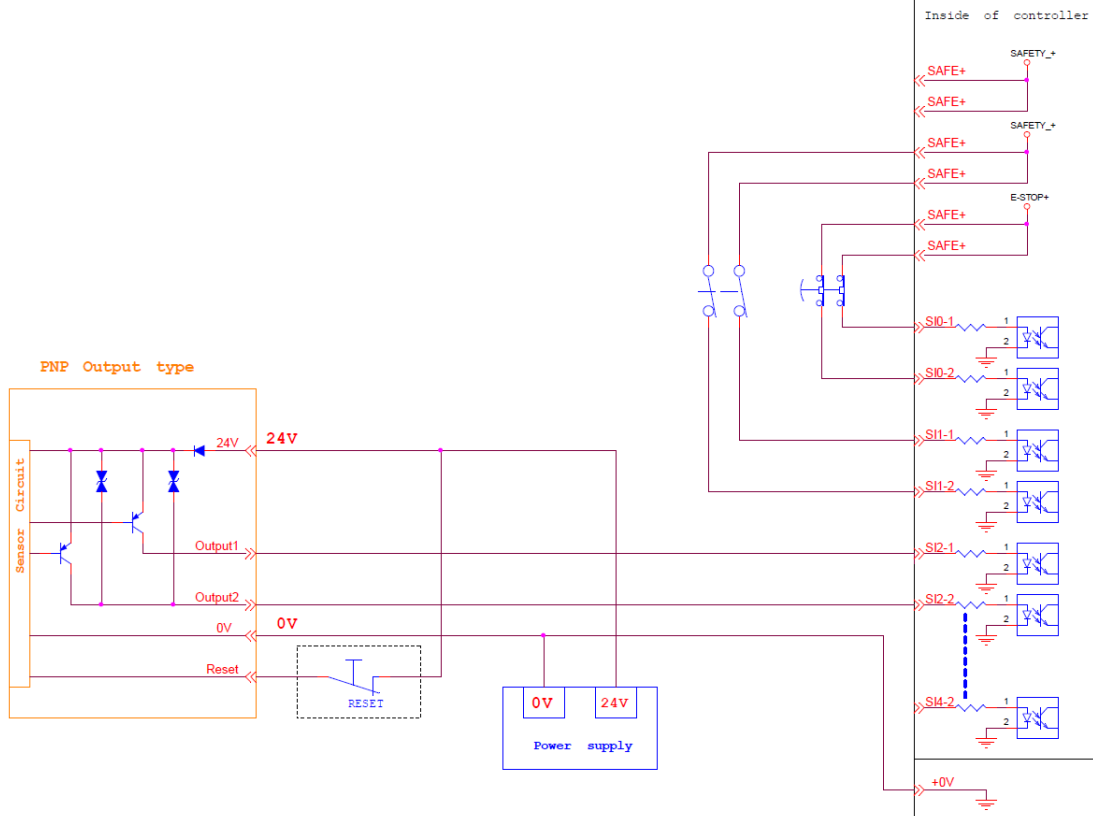 Inside of controller
SAFETY_+
SAFE+
SAFE+
SAFETY_+
SAFE+
SAFE+
E-STOP+
SAFE+
SAFE+
SI0-1
1
2
SI0-2
1
2
SI1-1
1
2
SI1-2
1
2
SI2-1
1
2
SI2-2
1
2
SI4-2
1
2
+0V
PNP Output type
Sensor Circuit
24V
24V
Output1
Output2
0V
0V
Reset
RESET
0V
24V
Power supply